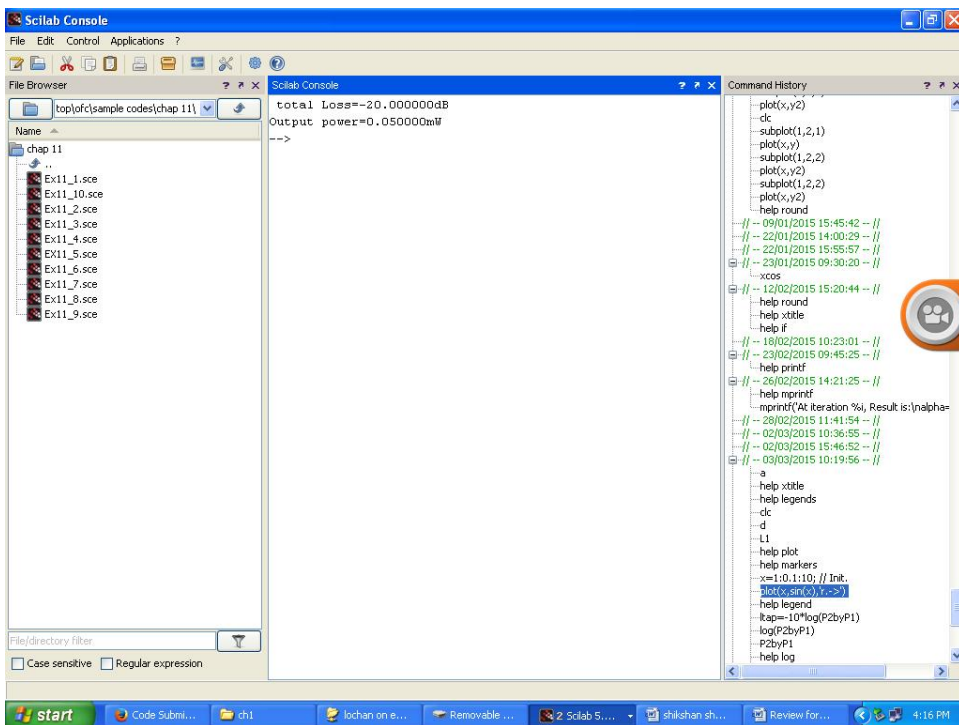 Scilab Console
File Edit Control Applications ?
File Browser ? X
top\ofc\sample codes\chap 11\
Name
chap 11
..
Ex11_1.sce
Ex11_10.sce
Ex11_2.sce
Ex11_3.sce
Ex11_4.sce
Ex11_5.sce
Ex11_6.sce
Ex11_7.sce
Ex11_8.sce
Ex11_9.sce
File/directory filter
Case sensitive Regular expression
Scilab Console ? X
total Loss=-20.000000dB
Output power=0.050000mW
-->
Command History ? X
plot(x,y2)
clc
subplot(1,2,1)
plot(x,y)
subplot(1,2,2)
plot(x,y2)
subplot(1,2,2)
plot(x,y2)
help round
// -- 09/01/2015 15:45:42 -- //
// -- 22/01/2015 14:00:29 -- //
// -- 22/01/2015 15:55:57 -- //
// -- 23/01/2015 09:30:20 -- //
xcos
// -- 12/02/2015 15:20:44 -- //
help round
help xtitle
help if
// -- 18/02/2015 10:23:01 -- //
// -- 23/02/2015 09:45:25 -- //
help printf
// -- 26/02/2015 14:21:25 -- //
help mprintf
mprintf('At iteration %i, Result is:\nalpha=
// -- 28/02/2015 11:41:54 -- //
// -- 02/03/2015 10:36:55 -- //
// -- 02/03/2015 15:46:52 -- //
// -- 03/03/2015 10:19:56 -- //
a
help xtitle
help legends
clc
d
L1
help plot
help markers
x=1:0.1:10; // Init.
plot(x,sin(x),'r.->')
help legend
ltap=-10*log(P2byP1)
log(P2byP1)
P2byP1
help log
start Code Submi... ch1 lochan on e... Removable ... 2 Scilab 5.... shikshan sh... Review for... 4:16 PM